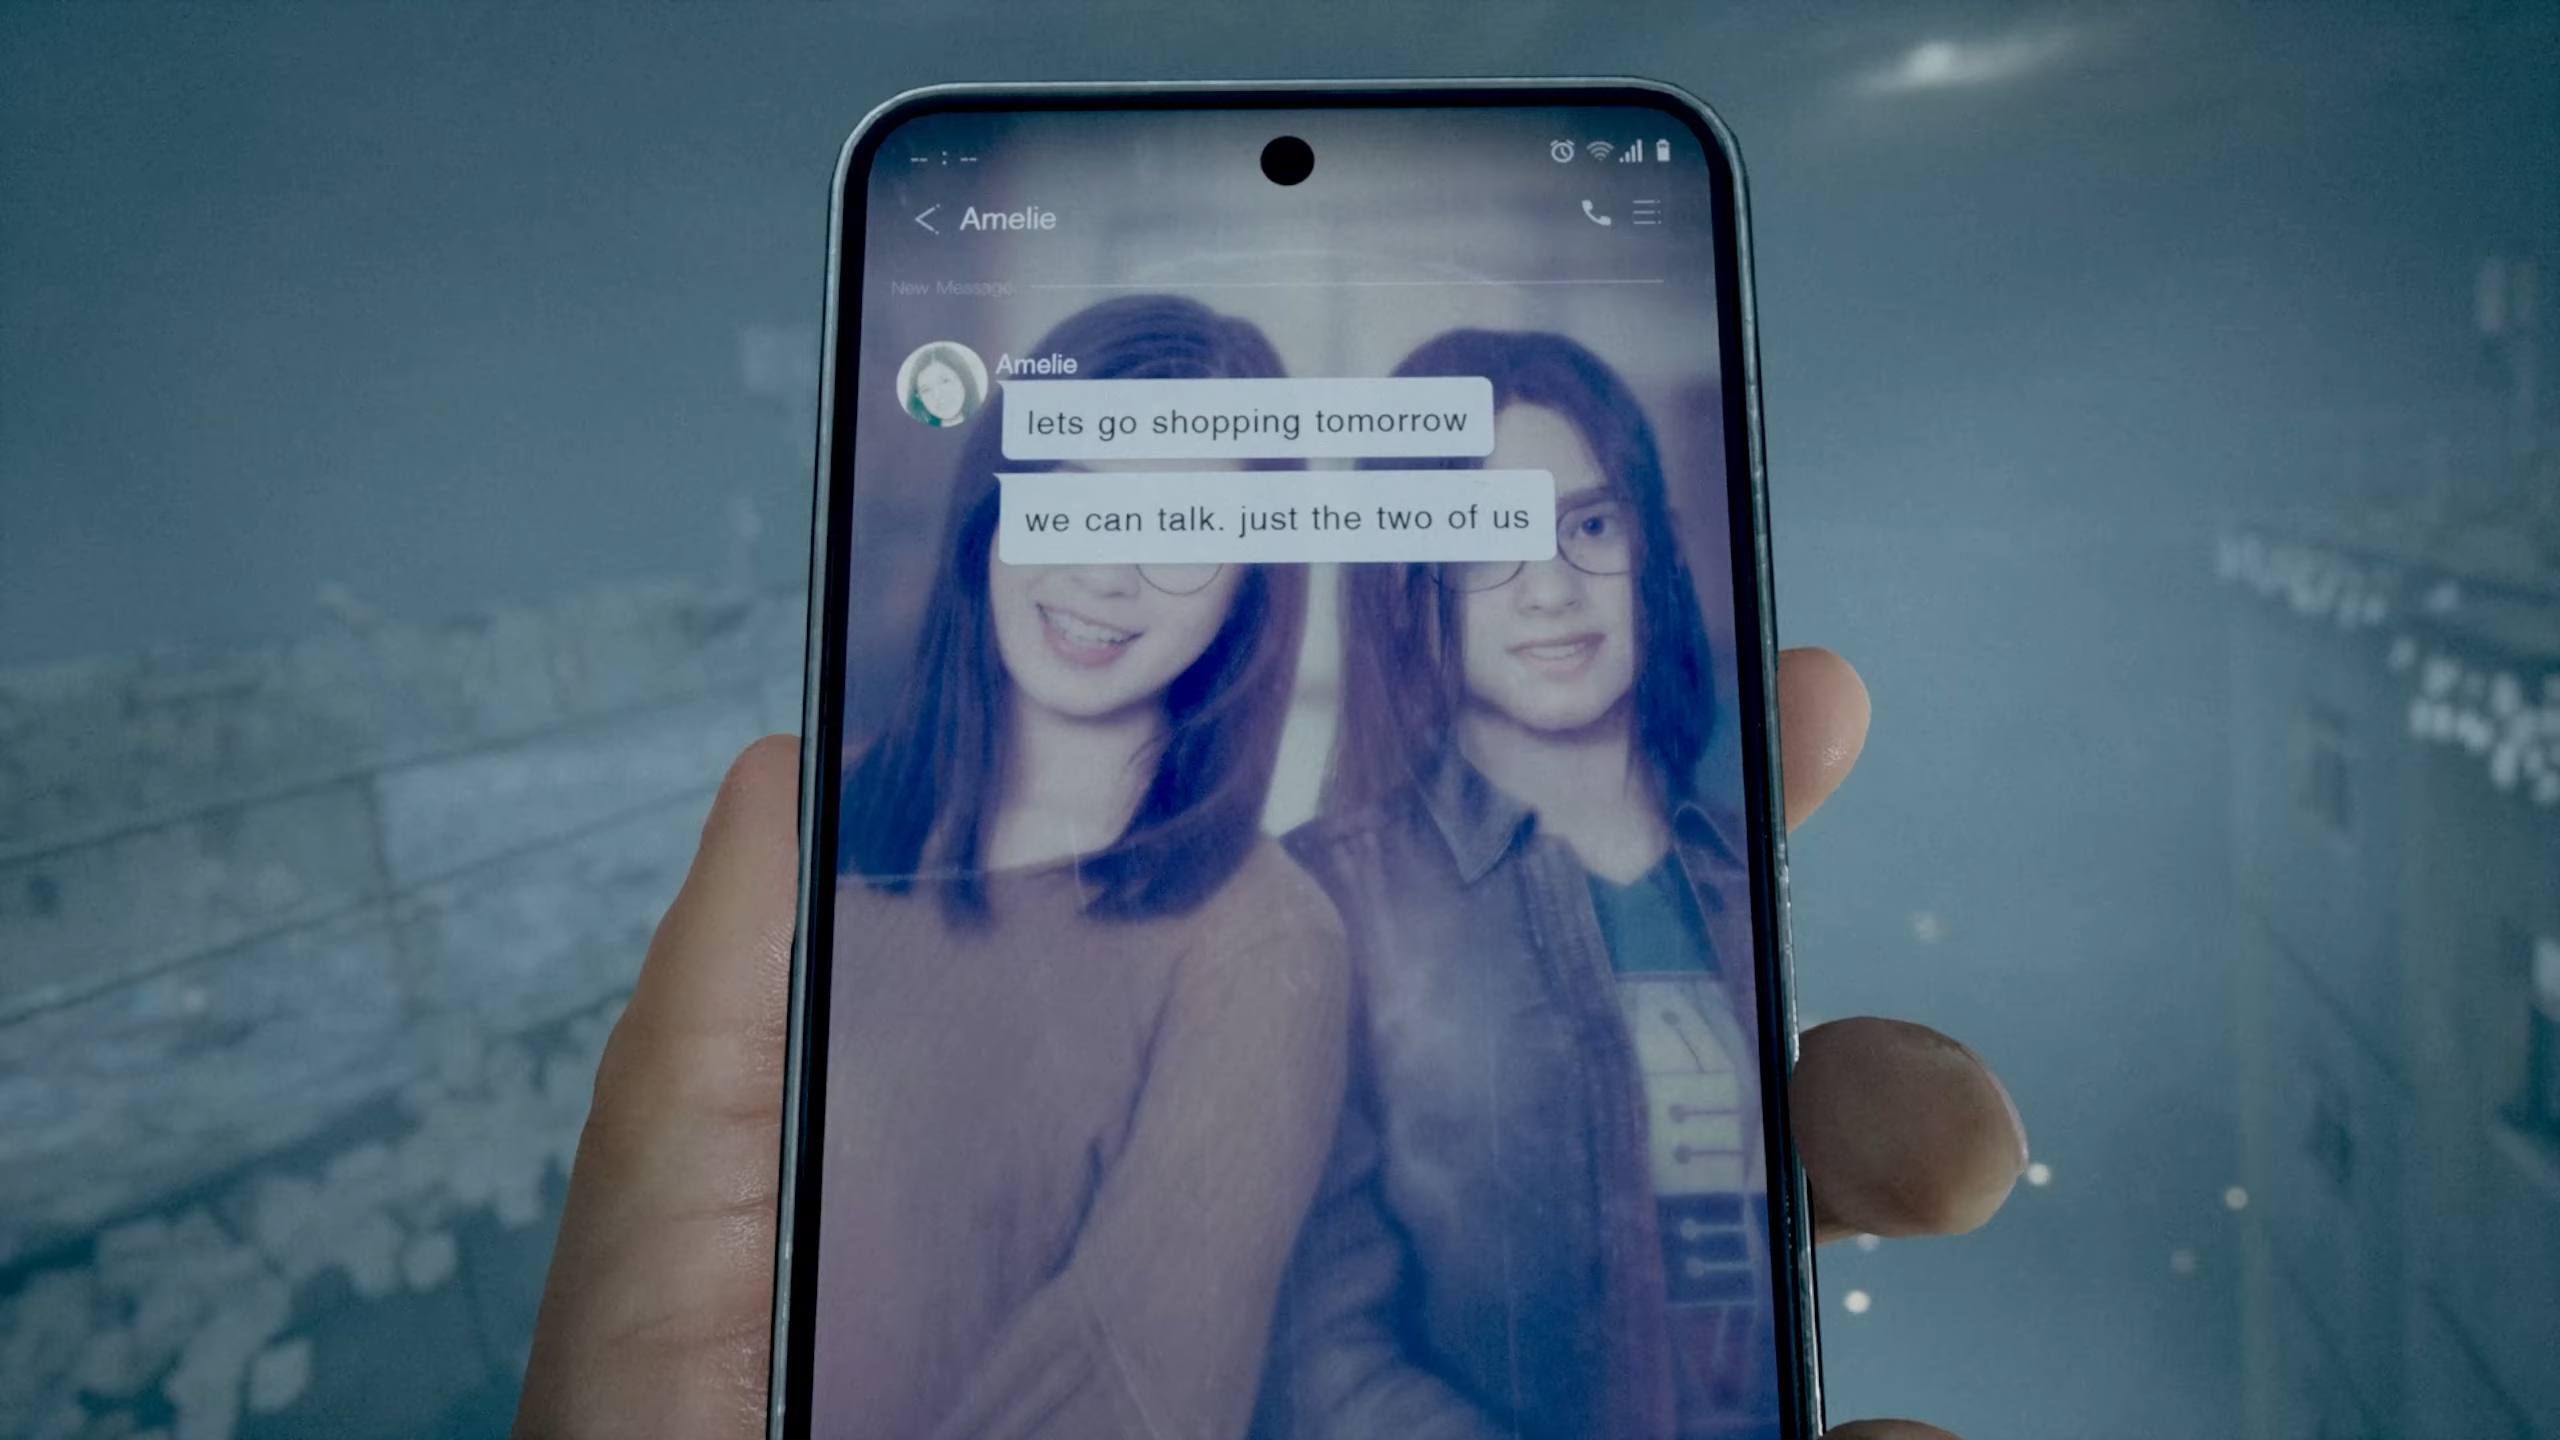 -- : --
Amelie
New Message
Amelie
lets go shopping tomorrow
we can talk. just the two of us